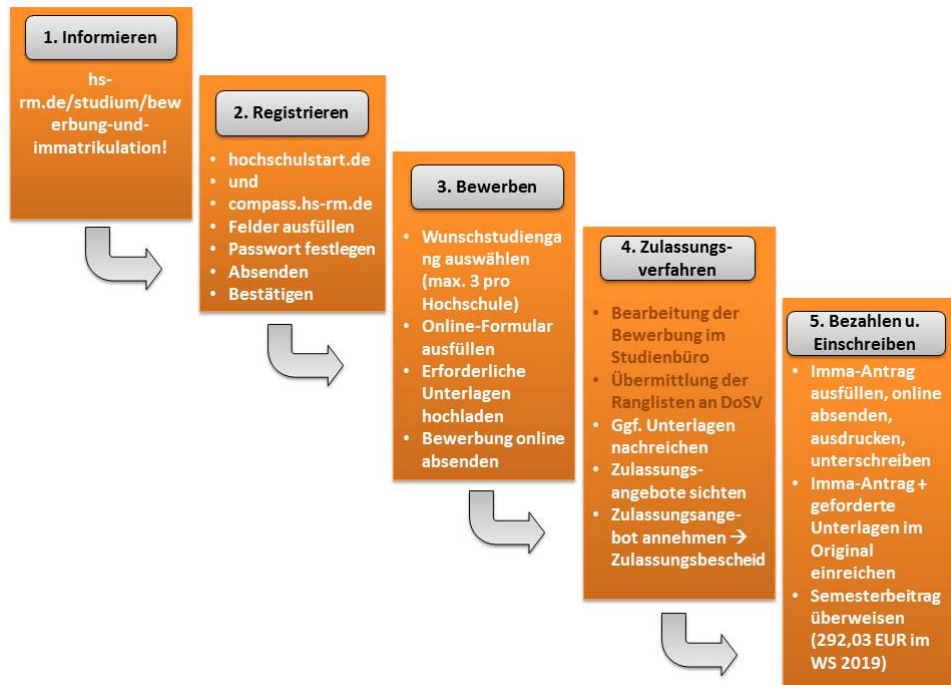 1. Informieren
hs-
rm.de/studium/bew
erbung-und-
immatrikulation!
2. Registrieren
• hochschulstart.de
• und
• compass.hs-rm.de
• Felder ausfüllen
• Passwort festlegen
• Absenden
• Bestätigen
3. Bewerben
• Wunschstudienga
ng auswählen
(max. 3 pro
Hochschule)
• Online-Formular
ausfüllen
• Erforderliche
Unterlagen
hochladen
• Bewerbung online
absenden
4. Zulassungs-
verfahren
• Bearbeitung der
Bewerbung im
Studienbüro
• Übermittlung der
Ranglisten an DoSV
• Ggf. Unterlagen
nachreichen
• Zulassungs-
angebote sichten
• Zulassungsange-
bot annehmen →
Zulassungsbescheid
5. Bezahlen u.
Einschreiben
• Imma-Antrag
ausfüllen, online
absenden,
ausdrucken,
unterschreiben
• Imma-Antrag +
geforderte
Unterlagen im
Original
einreichen
• Semesterbeitrag
überweisen
(292,03 EUR im
WS 2019)